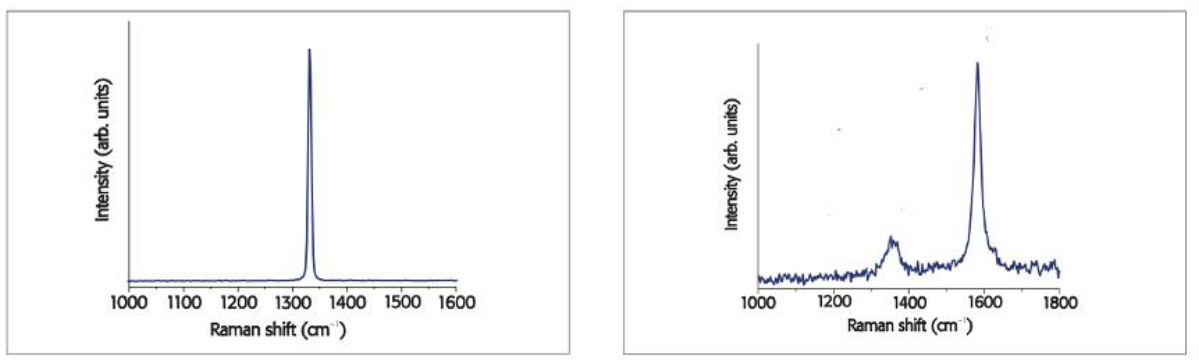 Intensity (arb. units)
1000 1100 1200 1300 1400 1500 1600
Raman shift (cm⁻¹)
Intensity (arb. units)
1000 1200 1400 1600 1800
Raman shift (cm⁻¹)